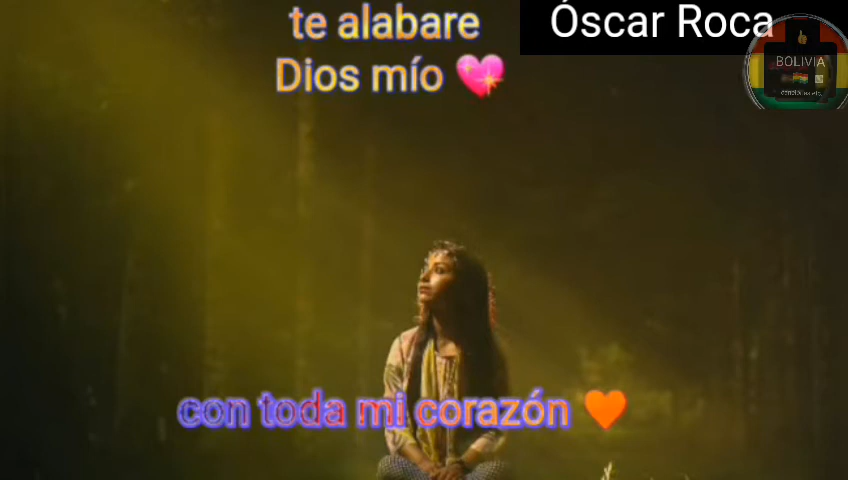 te alabare
Óscar Roca
Dios mío 💖
BOLIVIA
con toda mi corazón 🧡